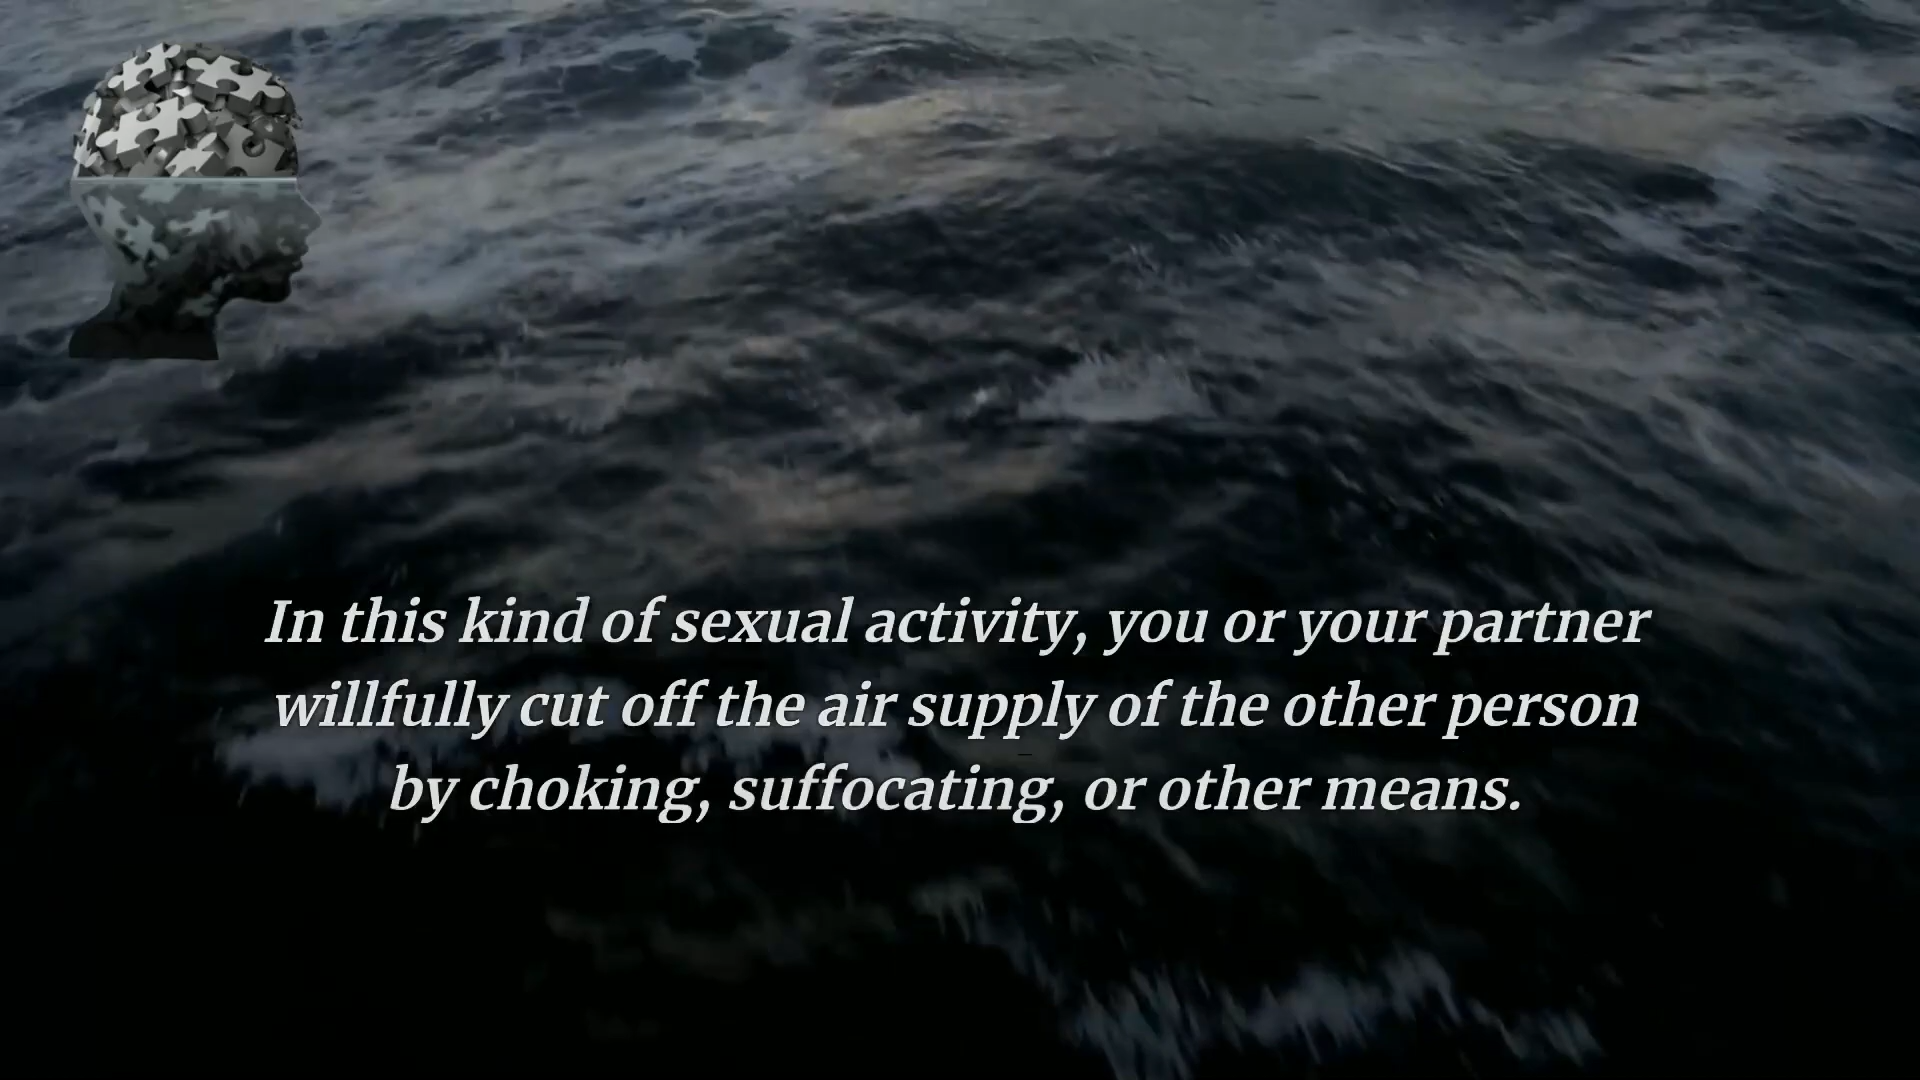 In this kind of sexual activity, you or your partner
willfully cut off the air supply of the other person
by choking, suffocating, or other means.